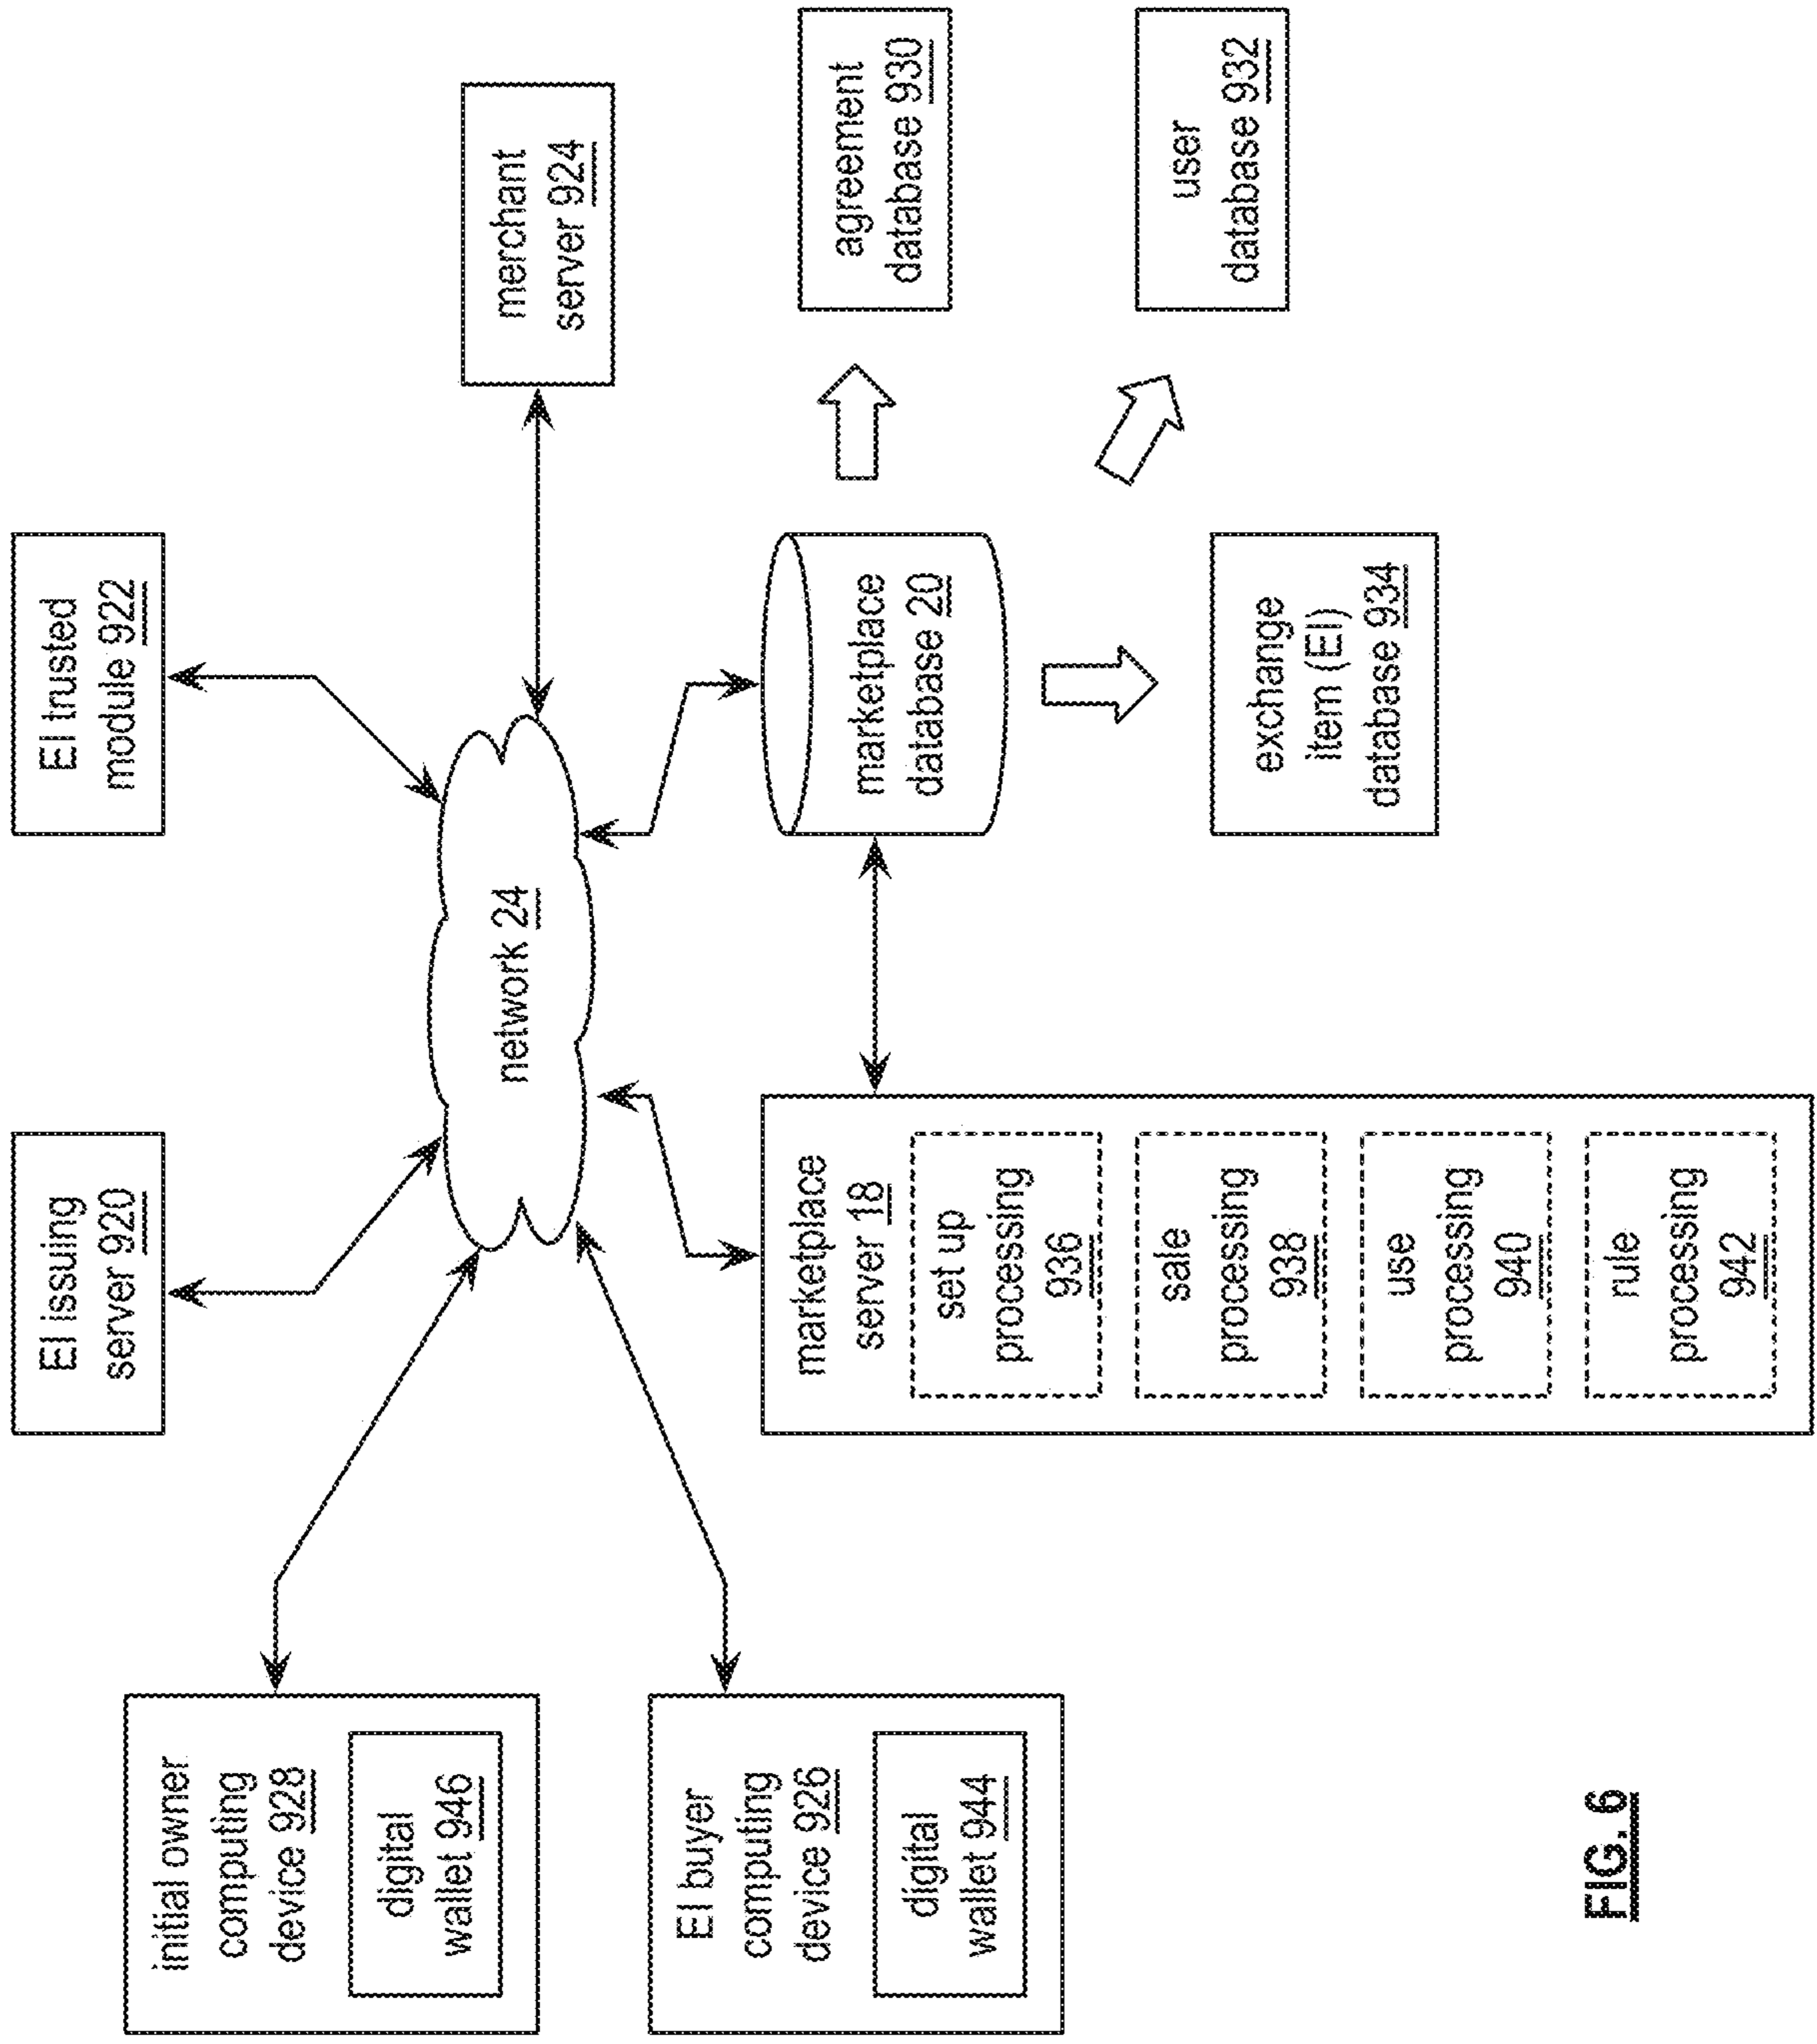 initial owner
computing
device 928
digital
wallet 946
EI buyer
computing
device 926
digital
wallet 944
EI issuing
server 920
EI trusted
module 922
network 24
merchant
server 924
marketplace
server 18
set up
processing
936
sale
processing
938
use
processing
940
rule
processing
942
marketplace
database 20
agreement
database 930
user
database 932
exchange
item (EI)
database 934
FIG. 6